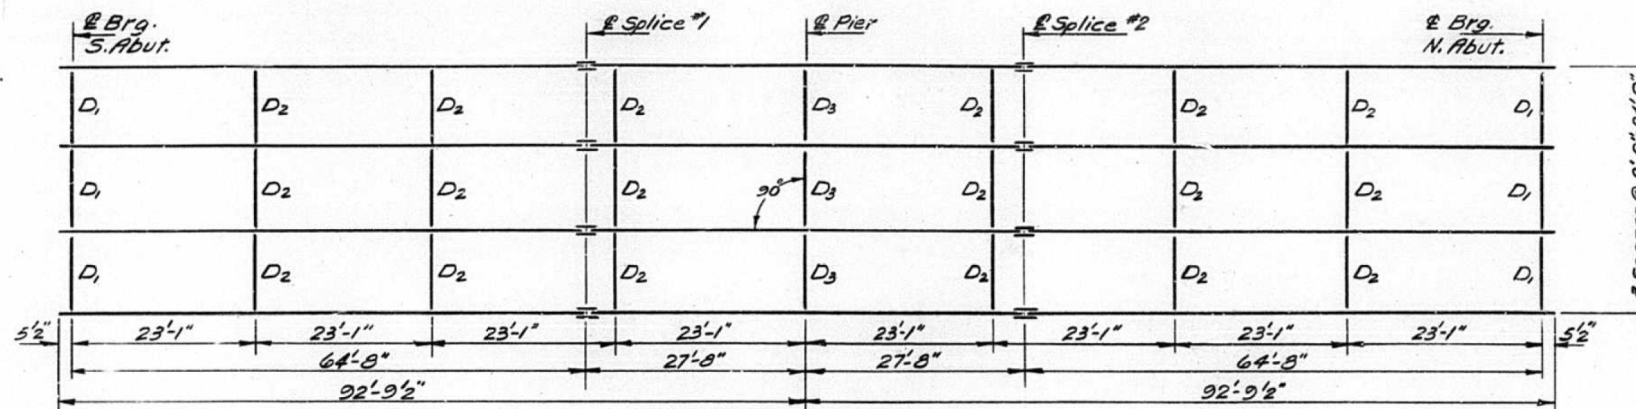 ℄ Brg.
S. Abut.
℄ Splice #1
℄ Pier
℄ Splice #2
℄ Brg.
N. Abut.
D1 D2 D2 D2 D3 D2 D2 D2 D1
D1 D2 D2 D2 90° D3 D2 D2 D2 D1
D1 D2 D2 D2 D3 D2 D2 D2 D1
5½" 23'-1" 23'-1" 23'-1" 23'-1" 23'-1" 23'-1" 23'-1" 23'-1" 5½"
64'-8" 27'-8" 27'-8" 64'-8"
92'-9½" 92'-9½"